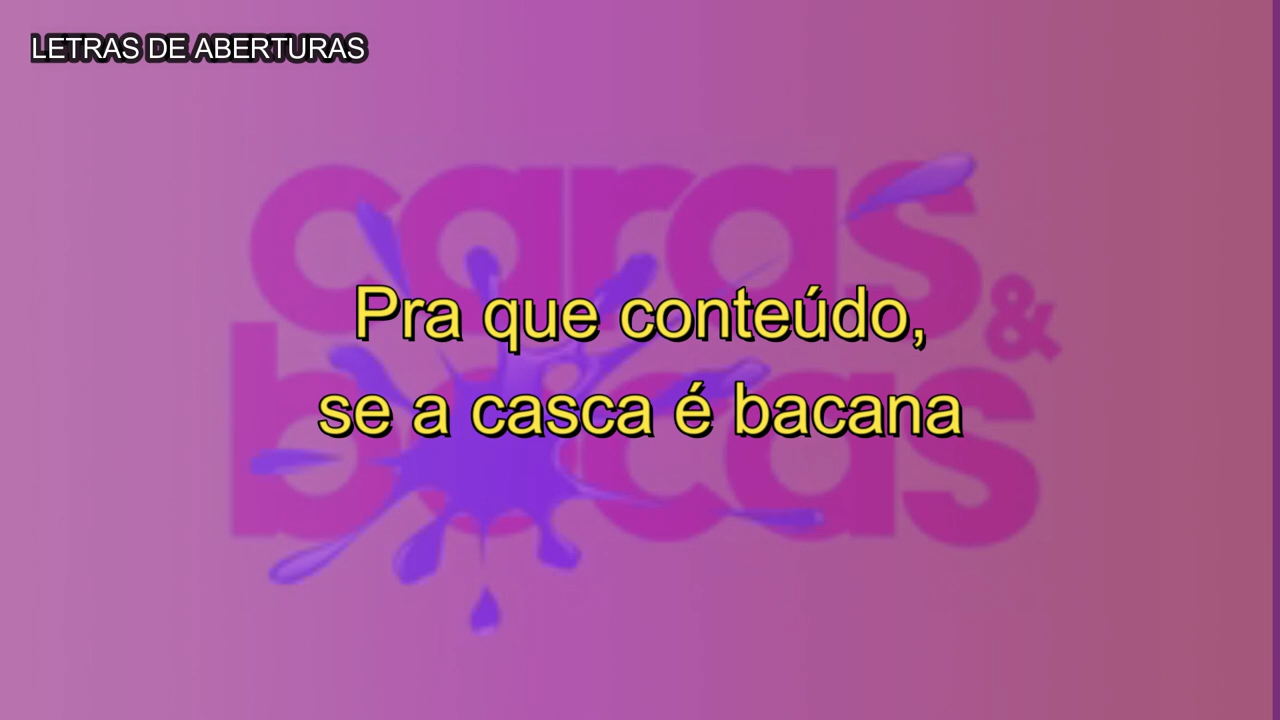 LETRAS DE ABERTURAS
caras
&
bocas
Pra que conteúdo,
se a casca é bacana